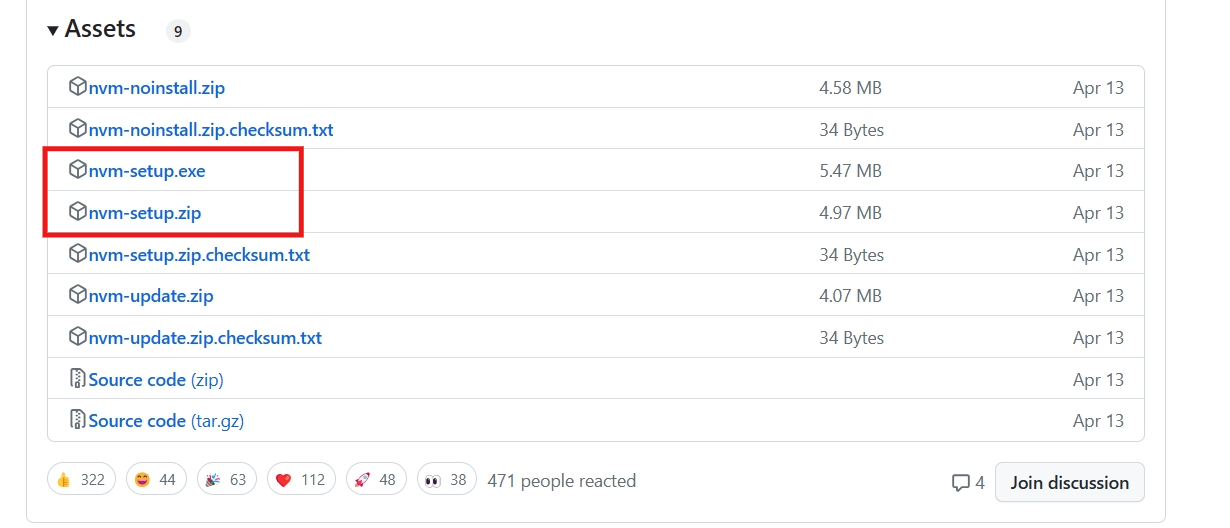 Assets 9
nvm-noinstall.zip 4.58 MB Apr 13
nvm-noinstall.zip.checksum.txt 34 Bytes Apr 13
nvm-setup.exe 5.47 MB Apr 13
nvm-setup.zip 4.97 MB Apr 13
nvm-setup.zip.checksum.txt 34 Bytes Apr 13
nvm-update.zip 4.07 MB Apr 13
nvm-update.zip.checksum.txt 34 Bytes Apr 13
Source code (zip) Apr 13
Source code (tar.gz) Apr 13
322 44 63 112 48 38 471 people reacted 4 Join discussion